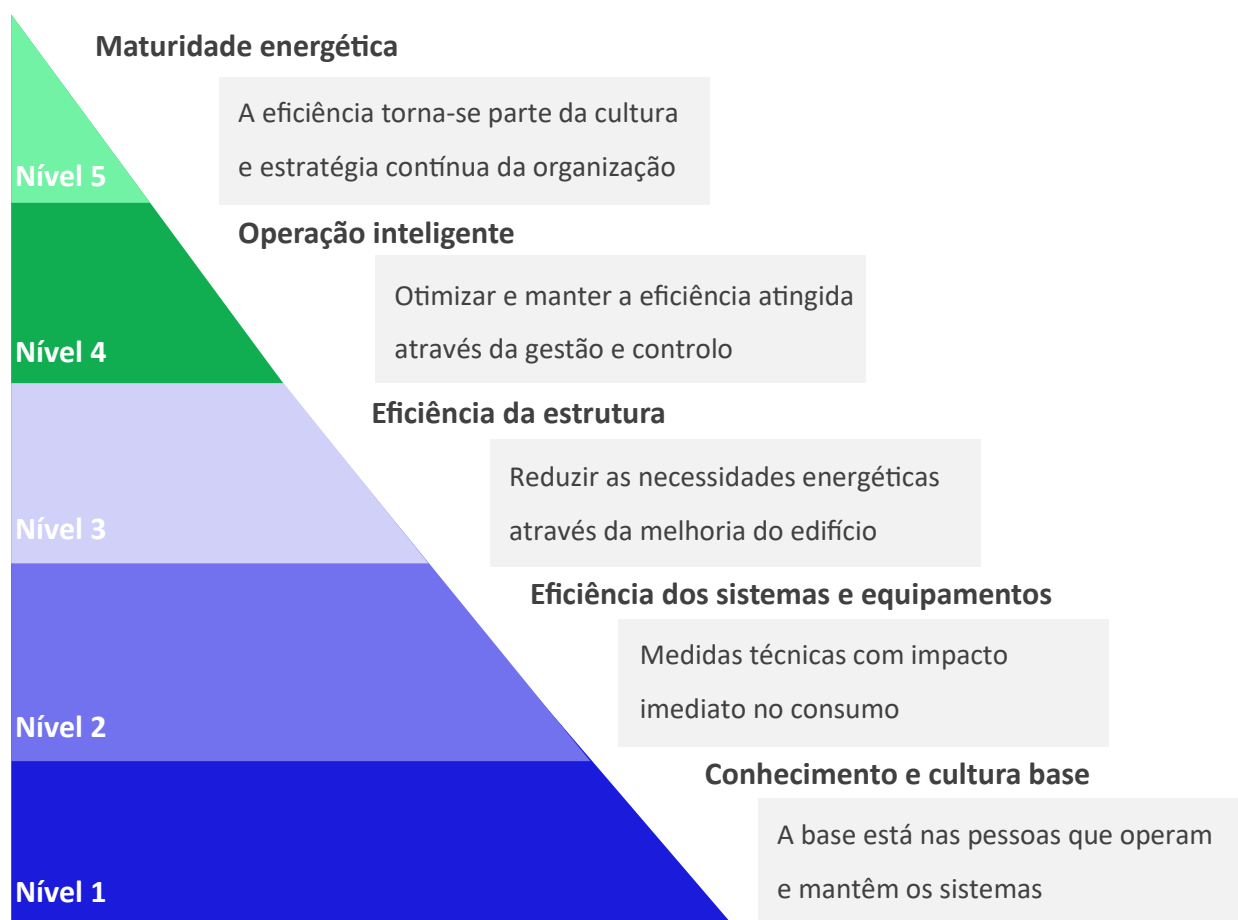 Maturidade energética
A eficiência torna-se parte da cultura
e estratégia contínua da organização
Nível 5
Operação inteligente
Otimizar e manter a eficiência atingida
através da gestão e controlo
Nível 4
Eficiência da estrutura
Reduzir as necessidades energéticas
através da melhoria do edifício
Nível 3
Eficiência dos sistemas e equipamentos
Medidas técnicas com impacto
imediato no consumo
Nível 2
Conhecimento e cultura base
A base está nas pessoas que operam
e mantêm os sistemas
Nível 1